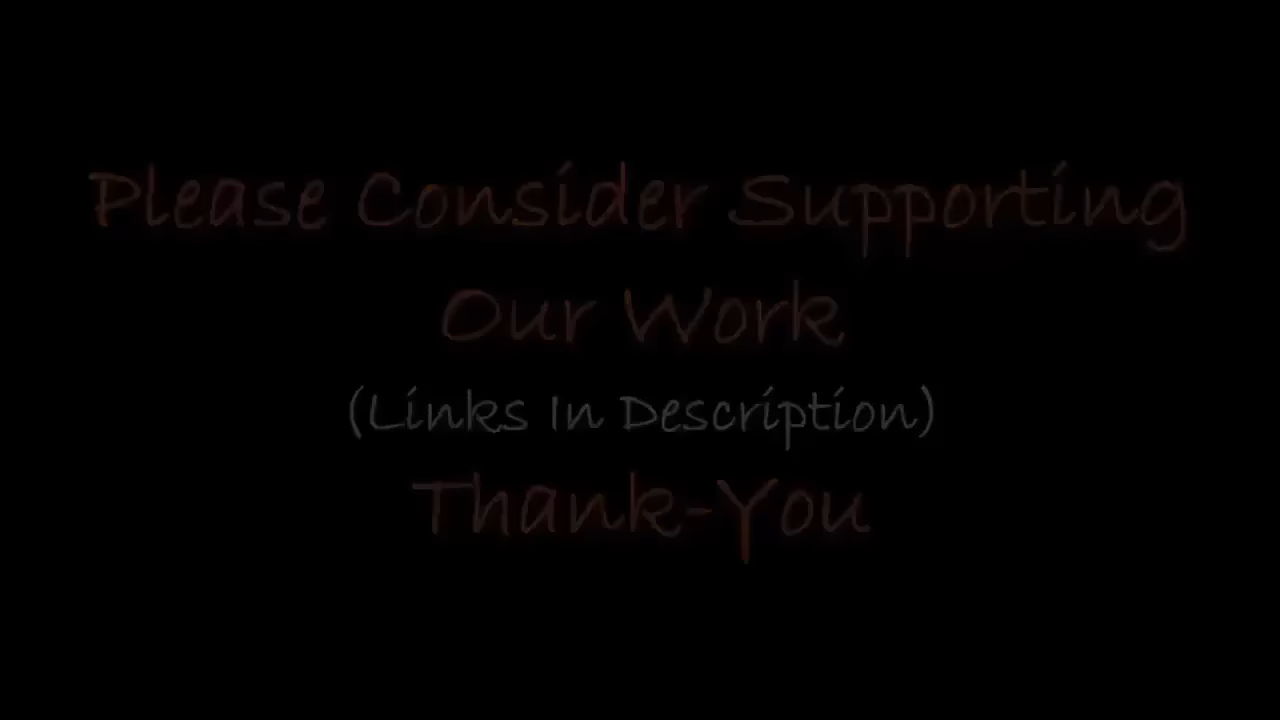 Please Consider Supporting
Our Work
(Links In Description)
Thank-You